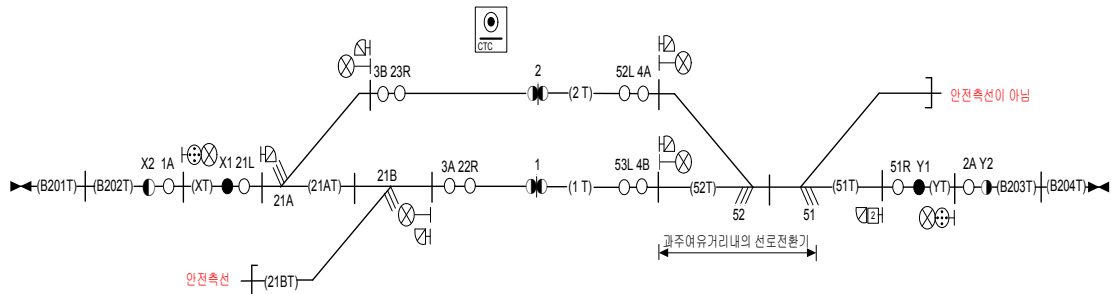 CTC
3B 23R
2
(2 T)
52L 4A
안전측선이 아님
X2 1A
X1 21L
21B
3A 22R
1
53L 4B
51R Y1
2A Y2
(B201T)
(B202T)
(XT)
(21AT)
(1 T)
(52T)
(51T)
(YT)
(B203T)
(B204T)
21A
52
51
2
과주여유거리내의 선로전환기
안전측선
(21BT)